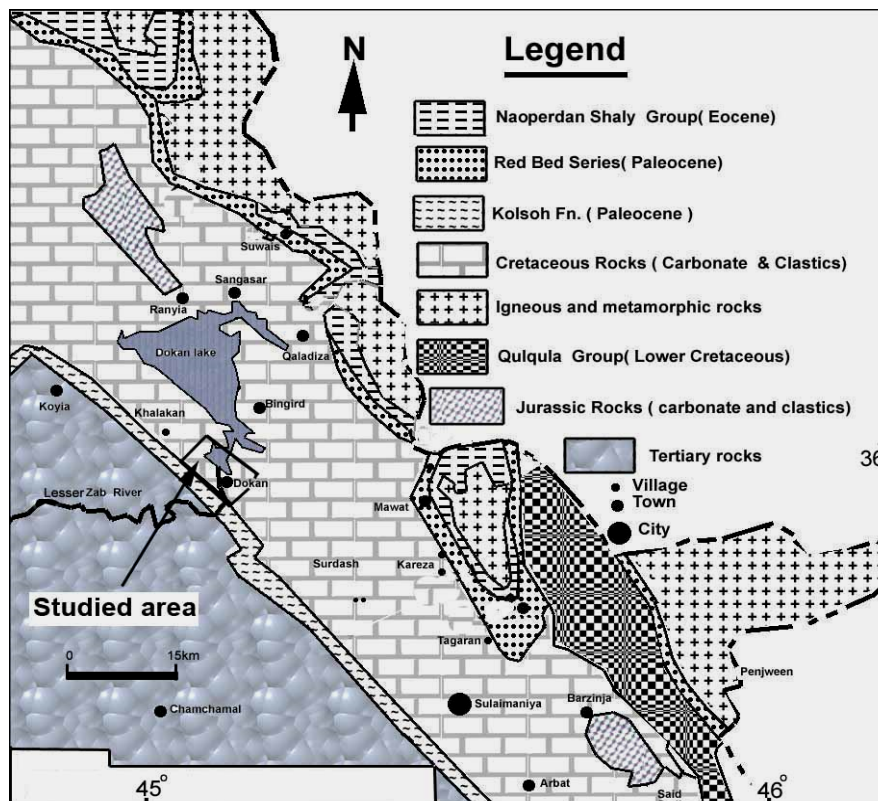 N
Legend
Naoperdan Shaly Group( Eocene)
Red Bed Series( Paleocene)
Kolsoh Fn. ( Paleocene )
Cretaceous Rocks ( Carbonate & Clastics)
Igneous and metamorphic rocks
Qulqula Group( Lower Cretaceous)
Jurassic Rocks ( carbonate and clastics)
Tertiary rocks
Village
Town
City
36
Suwais
Sangasar
Ranyia
Dokan lake
Qaladiza
Koyia
Bingird
Khalakan
Dokan
Lesser Zab River
Mawat
Surdash
Kareza
Studied area
0 15km
Tagaran
Penjween
Chamchamal
Sulaimaniya
Barzinja
Arbat
Said
45°
46°